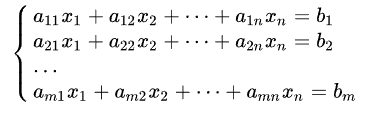 a₁₁x₁ + a₁₂x₂ + ⋯ + a₁ₙxₙ = b₁
a₂₁x₁ + a₂₂x₂ + ⋯ + a₂ₙxₙ = b₂
…
aₘ₁x₁ + aₘ₂x₂ + ⋯ + aₘₙxₙ = bₘ